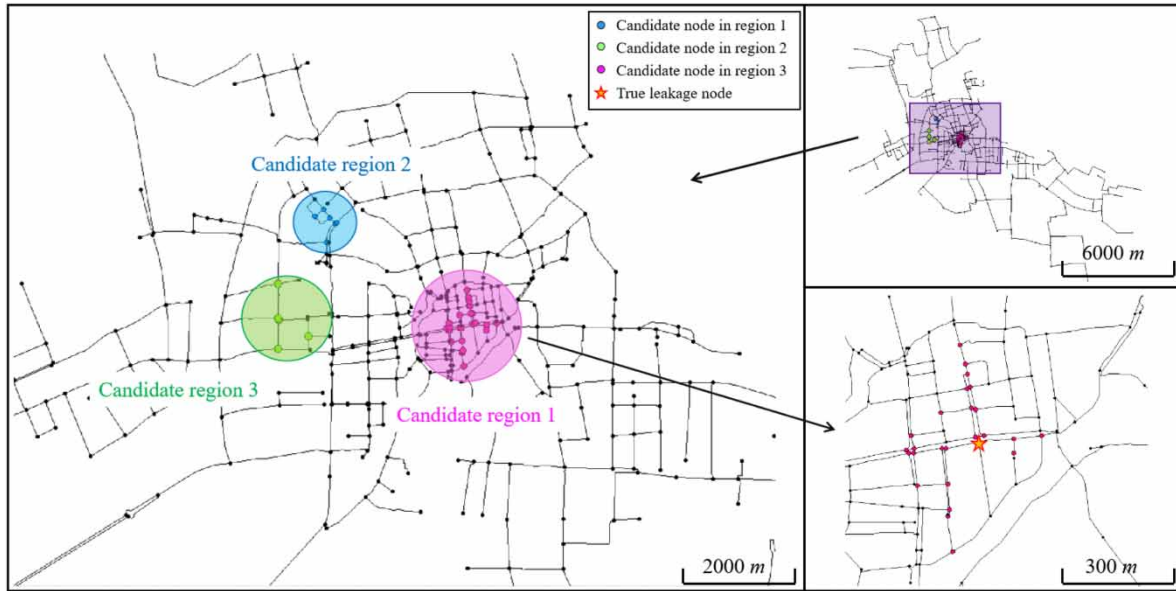 Candidate node in region 1
Candidate node in region 2
Candidate node in region 3
True leakage node
Candidate region 2
Candidate region 3
Candidate region 1
2000 m
6000 m
300 m